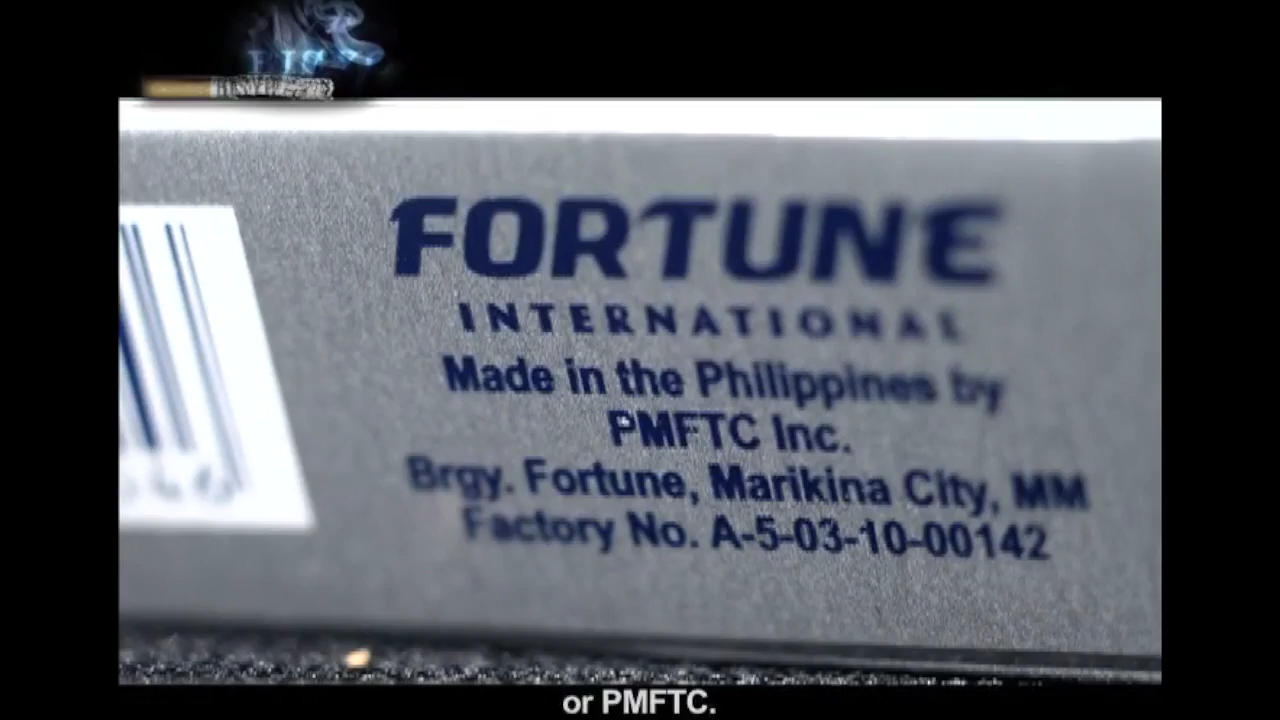 FORTUNE
INTERNATIONAL
Made in the Philippines by
PMFTC Inc.
Brgy. Fortune, Marikina City, MM
Factory No. A-5-03-10-00142
or PMFTC.